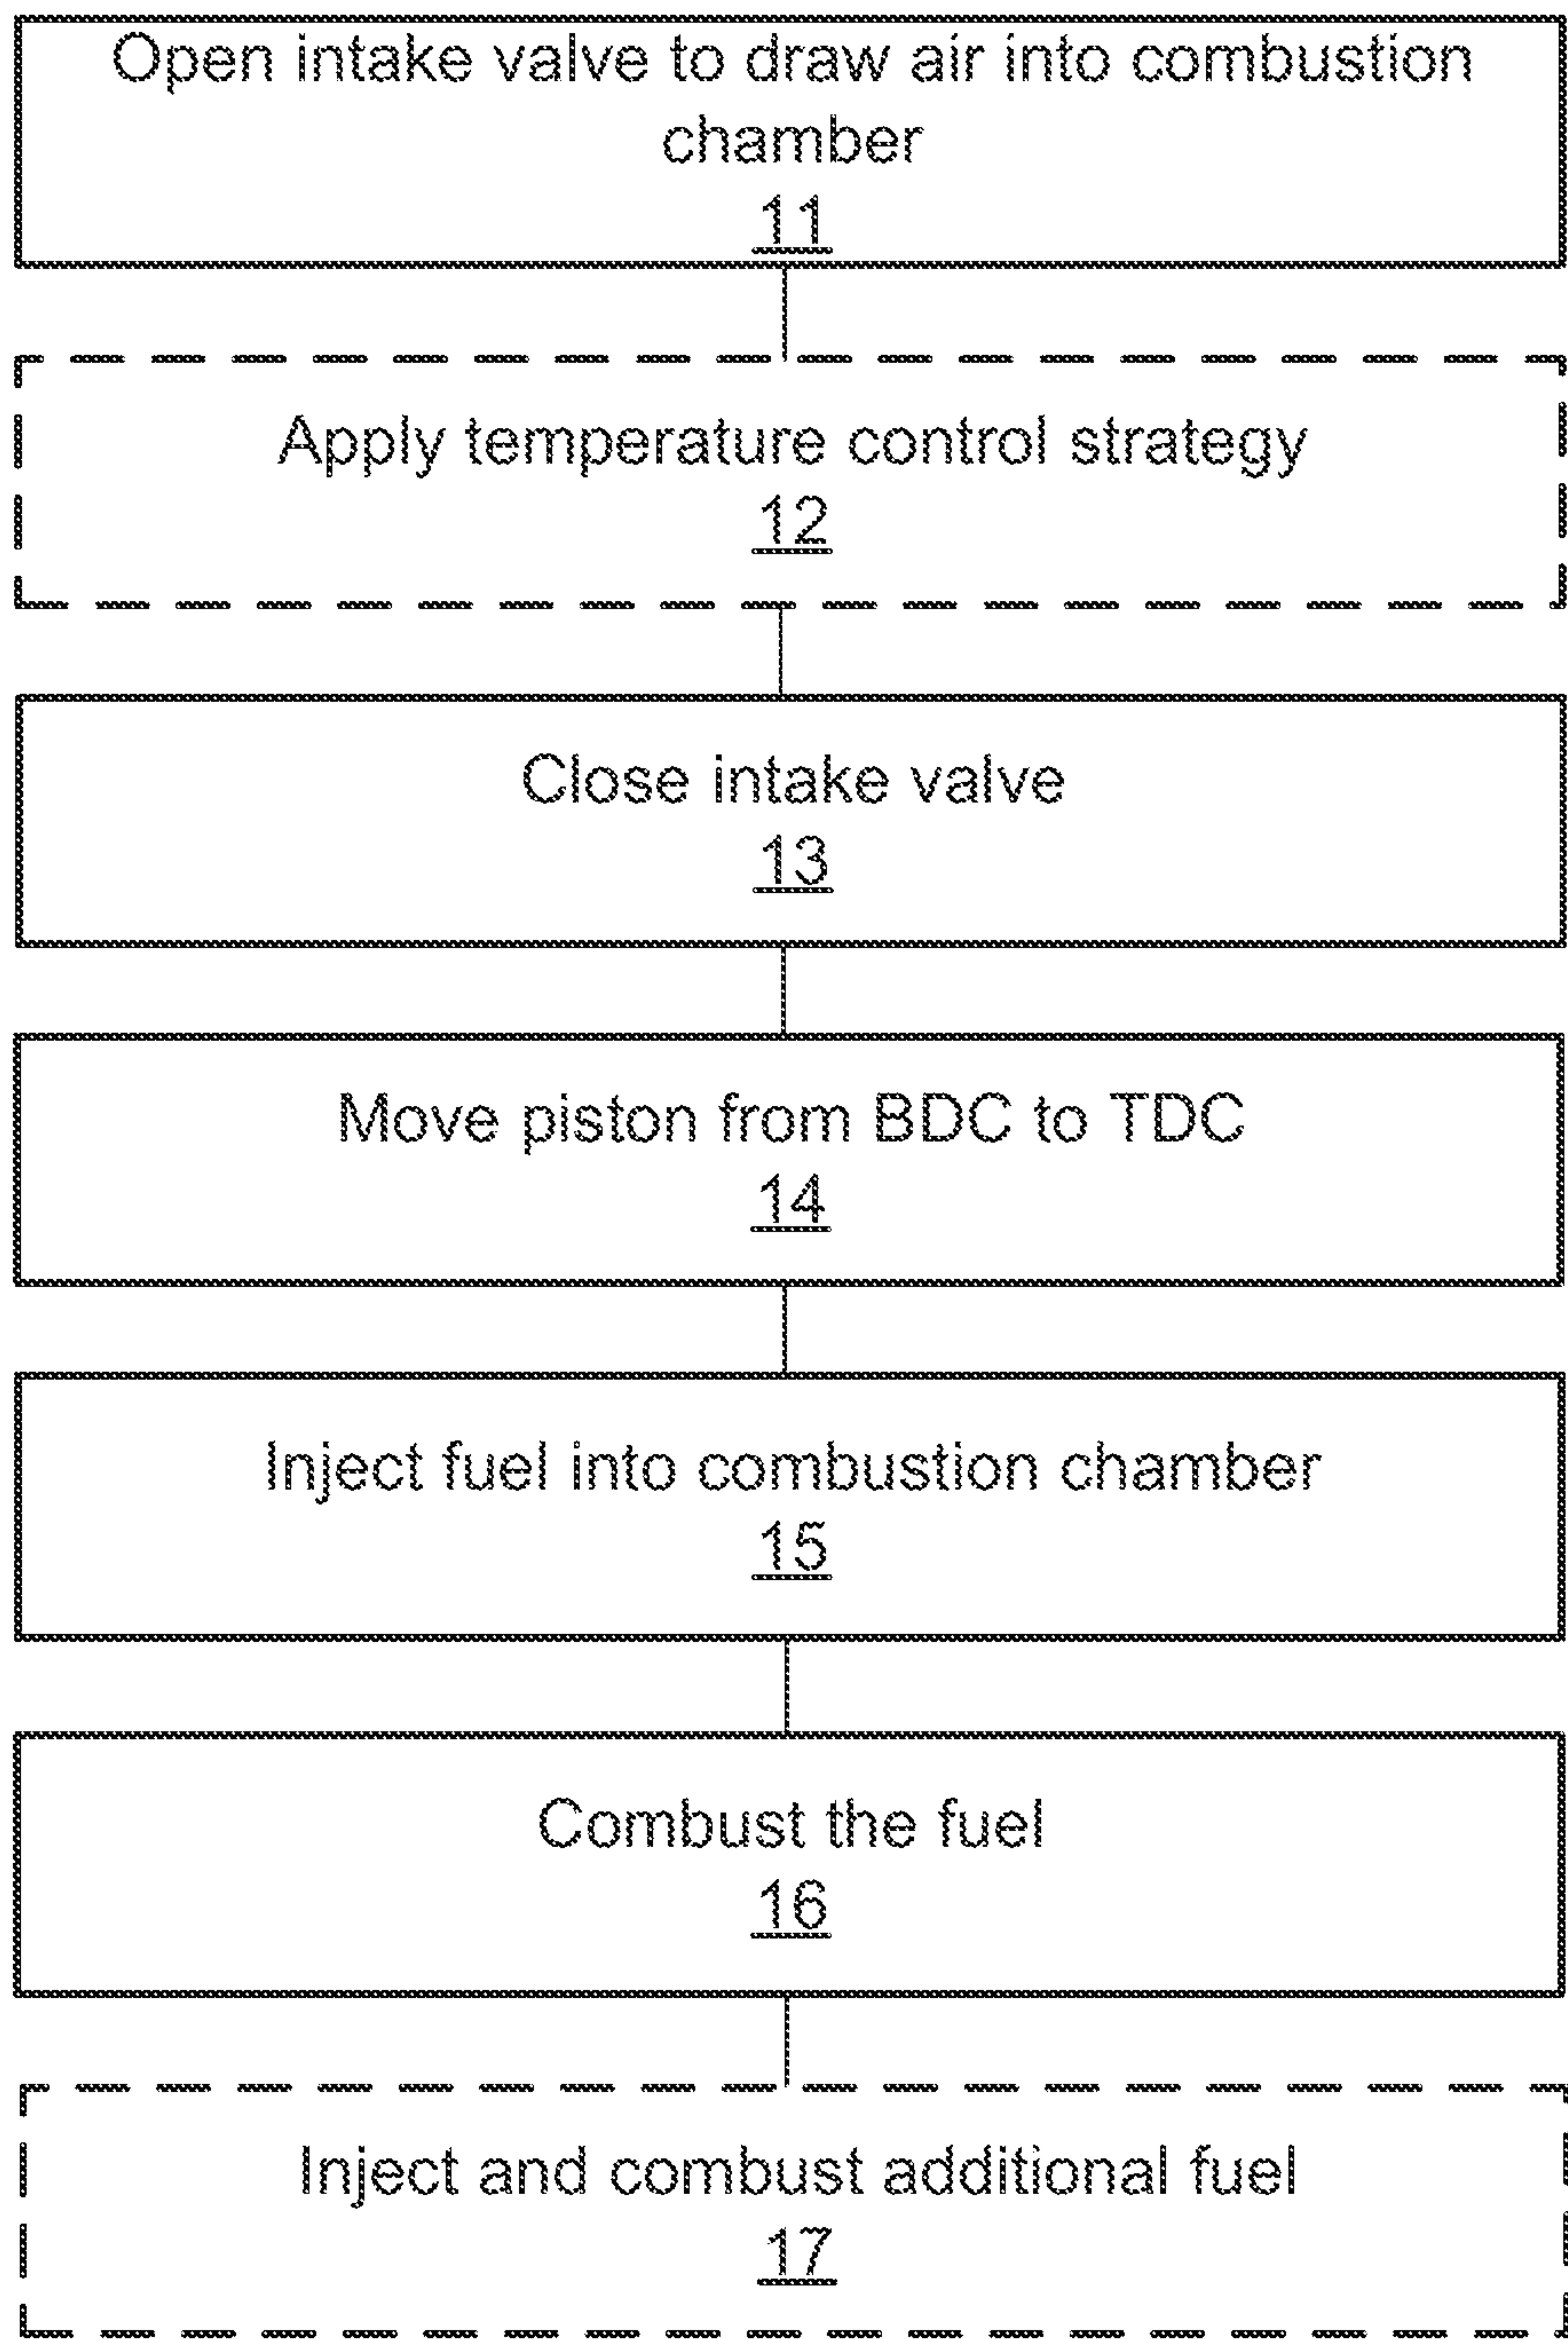 Open intake valve to draw air into combustion
chamber
11
Apply temperature control strategy
12
Close intake valve
13
Move piston from BDC to TDC
14
Inject fuel into combustion chamber
15
Combust the fuel
16
Inject and combust additional fuel
17